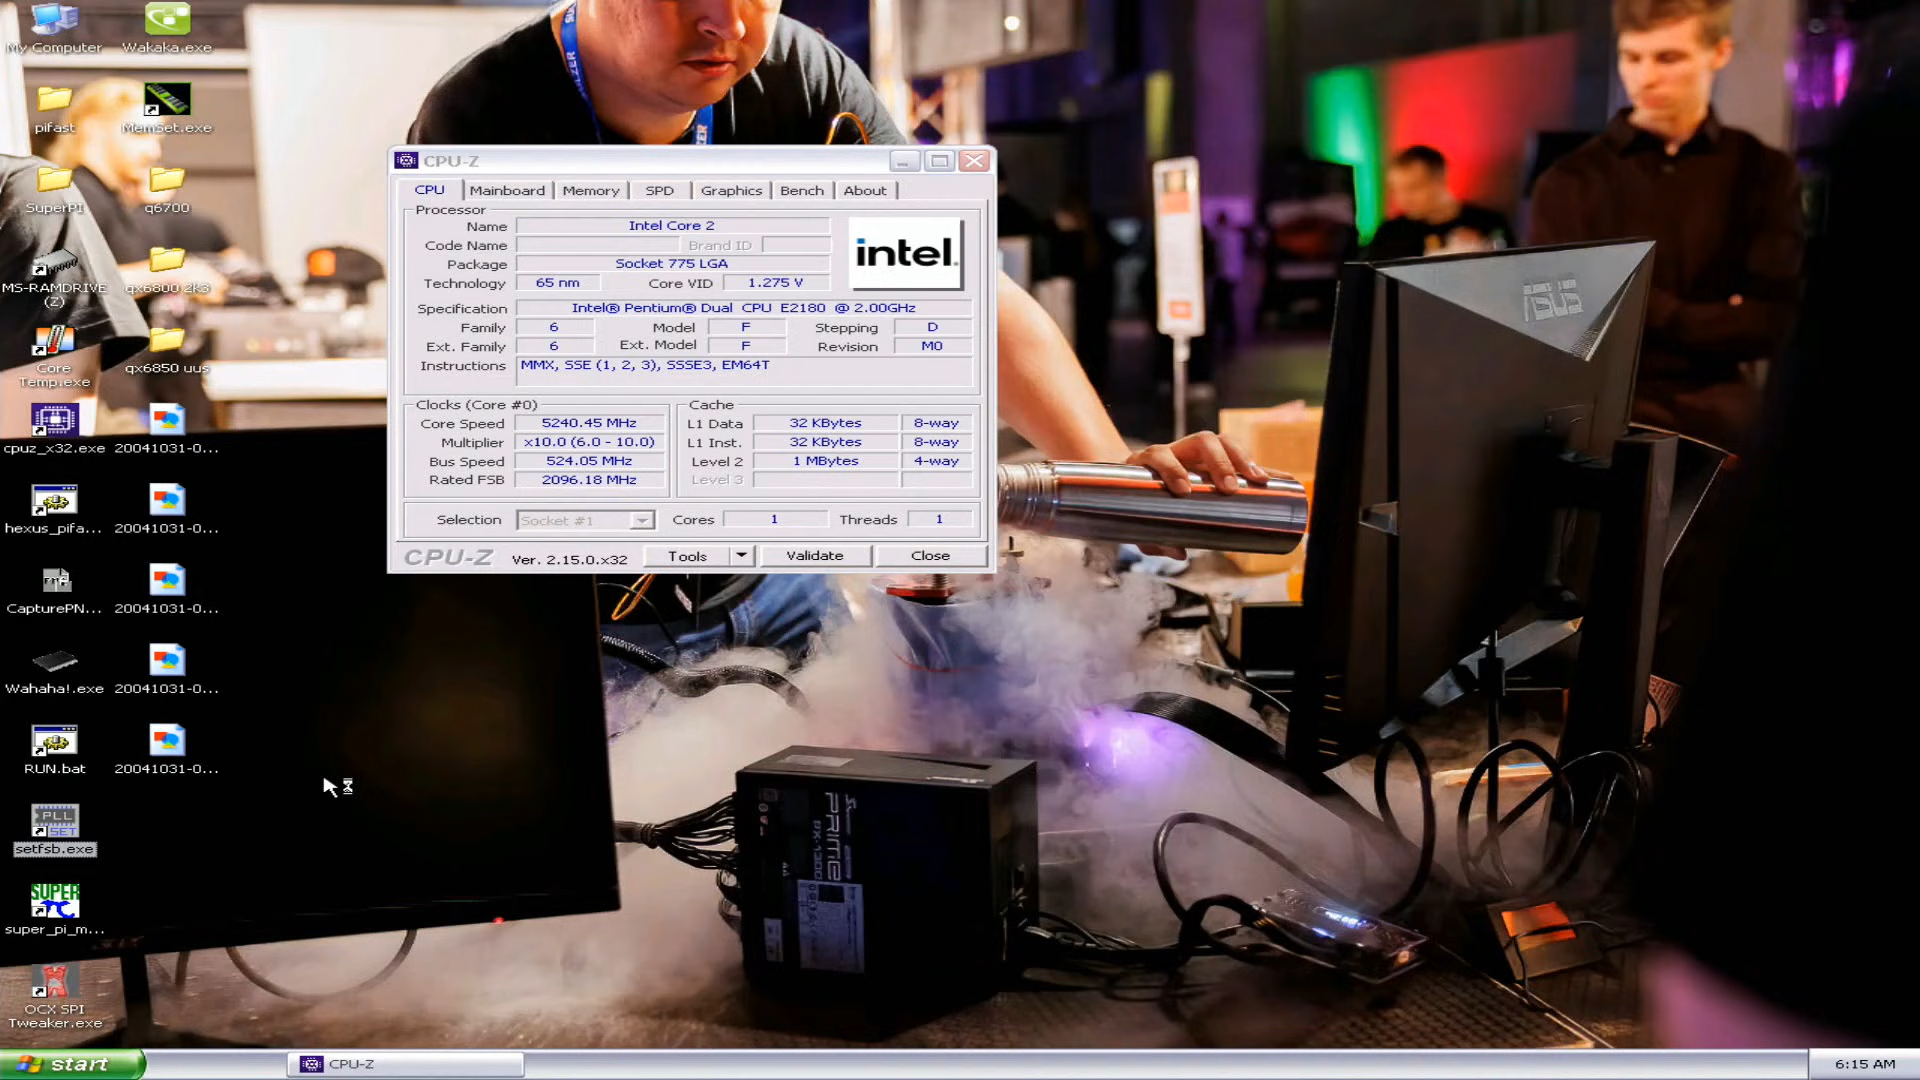 My Computer
Wakaka.exe
pifast
MemSet.exe
SuperPI
q6700
MS-RAMDRIVE
(Z)
qx6800 2k3
Core
Temp.exe
qx6850 uus
cpuz_x32.exe
20041031-0...
hexus_pifa...
20041031-0...
CapturePN...
20041031-0...
Wahaha!.exe
20041031-0...
RUN.bat
20041031-0...
PLL
SET
setfsb.exe
SUPER
super_pi_m...
OCX SPI
Tweaker.exe
CPU-Z
CPU Mainboard Memory SPD Graphics Bench About
Processor
Name Intel Core 2
Code Name Brand ID
Package Socket 775 LGA
Technology 65 nm Core VID 1.275 V
intel.
Specification Intel® Pentium® Dual CPU E2180 @ 2.00GHz
Family 6 Model F Stepping D
Ext. Family 6 Ext. Model F Revision M0
Instructions MMX, SSE (1, 2, 3), SSSE3, EM64T
Clocks (Core #0)
Core Speed 5240.45 MHz
Multiplier x10.0 (6.0 - 10.0)
Bus Speed 524.05 MHz
Rated FSB 2096.18 MHz
Cache
L1 Data 32 KBytes 8-way
L1 Inst. 32 KBytes 8-way
Level 2 1 MBytes 4-way
Level 3
Selection Socket #1 Cores 1 Threads 1
CPU-Z Ver. 2.15.0.x32 Tools Validate Close
ASUS
PRIME
PX-1300
start
CPU-Z
6:15 AM